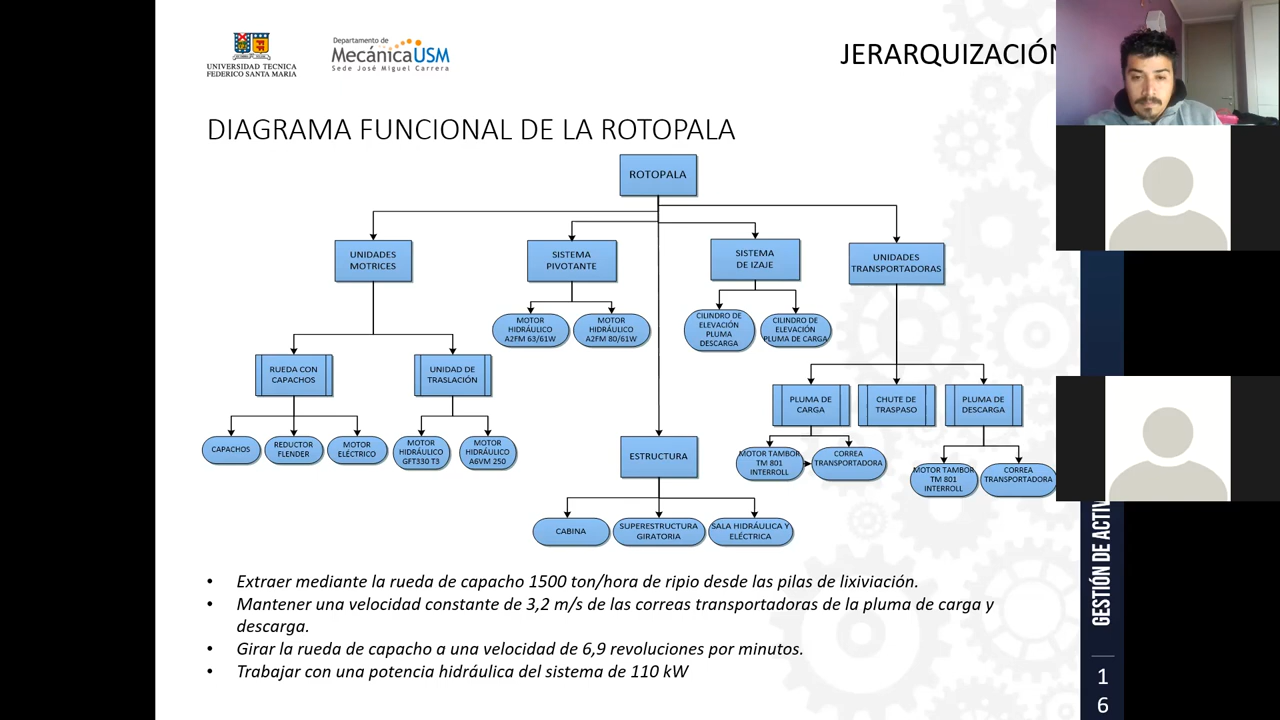 UNIVERSIDAD TECNICA
FEDERICO SANTA MARIA
Departamento de
MecánicaUSM
Sede José Miguel Carrera
JERARQUIZACIÓN
DIAGRAMA FUNCIONAL DE LA ROTOPALA
ROTOPALA
UNIDADES
MOTRICES
SISTEMA
PIVOTANTE
SISTEMA
DE IZAJE
UNIDADES
TRANSPORTADORAS
MOTOR
HIDRÁULICO
A2FM 63/61W
MOTOR
HIDRÁULICO
A2FM 80/61W
CILINDRO DE
ELEVACIÓN
PLUMA
DESCARGA
CILINDRO DE
ELEVACIÓN
PLUMA DE CARGA
RUEDA CON
CAPACHOS
UNIDAD DE
TRASLACIÓN
PLUMA DE
CARGA
CHUTE DE
TRASPASO
PLUMA DE
DESCARGA
CAPACHOS
REDUCTOR
FLENDER
MOTOR
ELÉCTRICO
MOTOR
HIDRÁULICO
GFT330 T3
MOTOR
HIDRÁULICO
A6VM 250
ESTRUCTURA
MOTOR TAMBOR
TM 801
INTERROLL
CORREA
TRANSPORTADORA
MOTOR TAMBOR
TM 801
INTERROLL
CORREA
TRANSPORTADORA
CABINA
SUPERESTRUCTURA
GIRATORIA
SALA HIDRÁULICA Y
ELÉCTRICA
• Extraer mediante la rueda de capacho 1500 ton/hora de ripio desde las pilas de lixiviación.
• Mantener una velocidad constante de 3,2 m/s de las correas transportadoras de la pluma de carga y
descarga.
• Girar la rueda de capacho a una velocidad de 6,9 revoluciones por minutos.
• Trabajar con una potencia hidráulica del sistema de 110 kW
GESTIÓN DE ACTIV
1
6